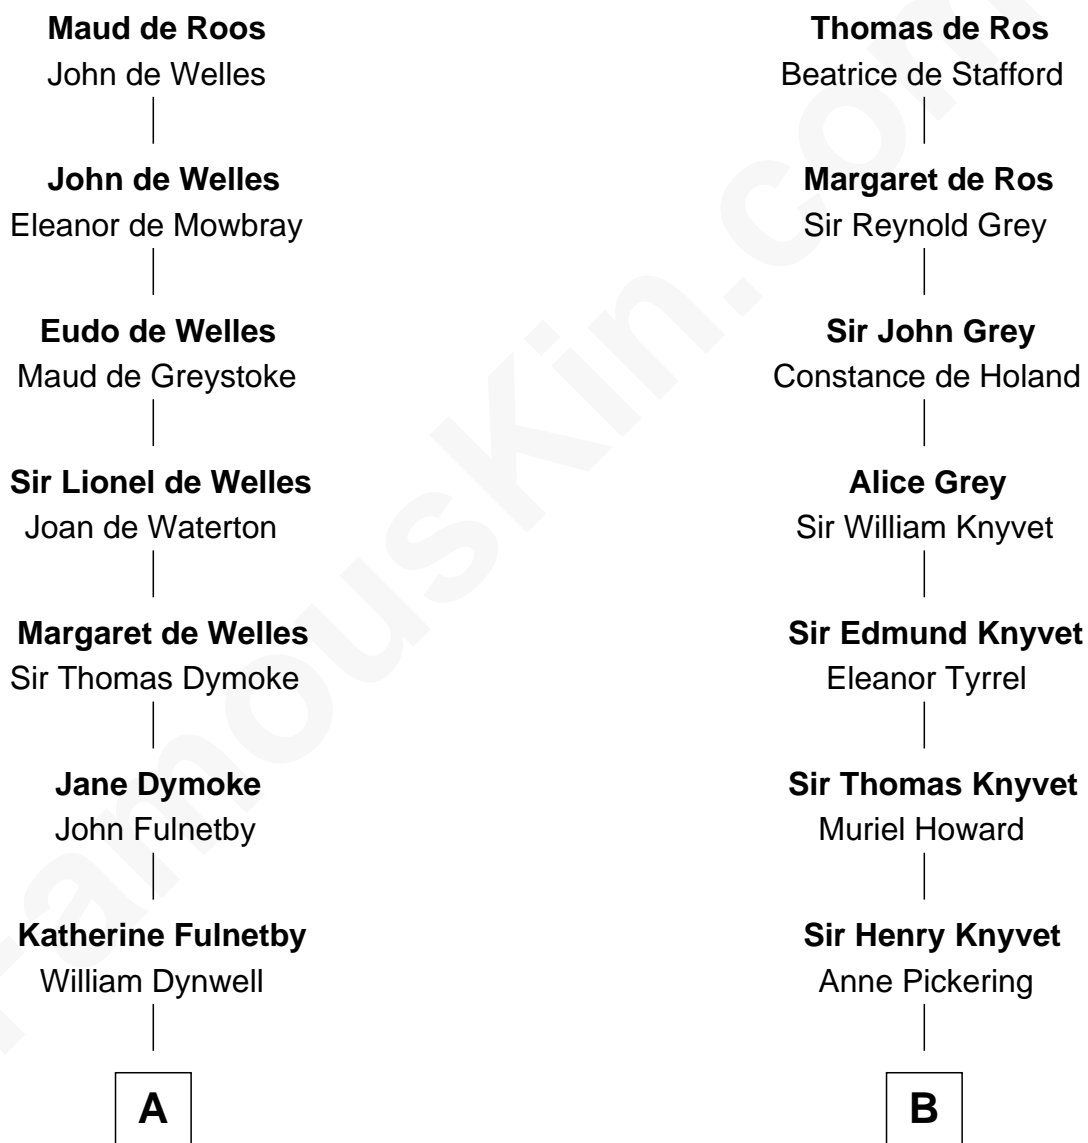 Maud de Roos
John de Welles
John de Welles
Eleanor de Mowbray
Eudo de Welles
Maud de Greystoke
Sir Lionel de Welles
Joan de Waterton
Margaret de Welles
Sir Thomas Dymoke
Jane Dymoke
John Fulnetby
Katherine Fulnetby
William Dynwell
A
Thomas de Ros
Beatrice de Stafford
Margaret de Ros
Sir Reynold Grey
Sir John Grey
Constance de Holand
Alice Grey
Sir William Knyvet
Sir Edmund Knyvet
Eleanor Tyrrel
Sir Thomas Knyvet
Muriel Howard
Sir Henry Knyvet
Anne Pickering
B
FamousKin.com